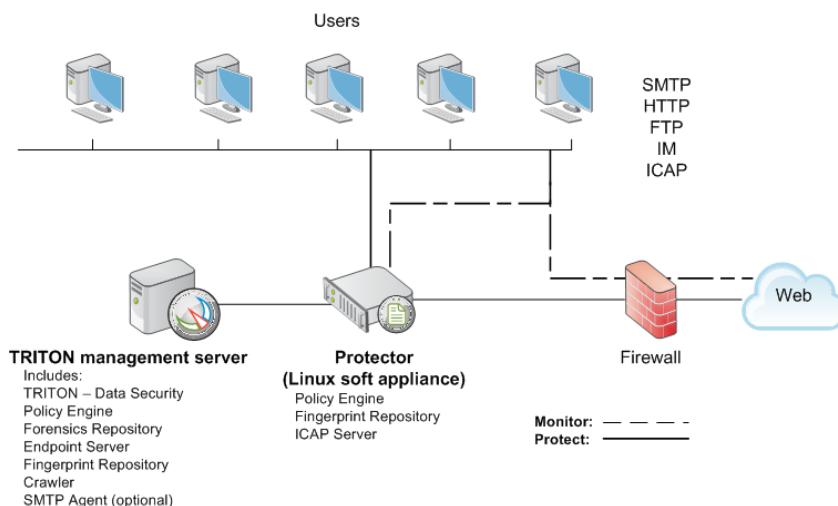 Users
SMTP
HTTP
FTP
IM
ICAP
Web
TRITON management server
Includes:
TRITON – Data Security
Policy Engine
Forensics Repository
Endpoint Server
Fingerprint Repository
Crawler
SMTP Agent (optional)
Protector
(Linux soft appliance)
Policy Engine
Fingerprint Repository
ICAP Server
Firewall
Monitor:
Protect: